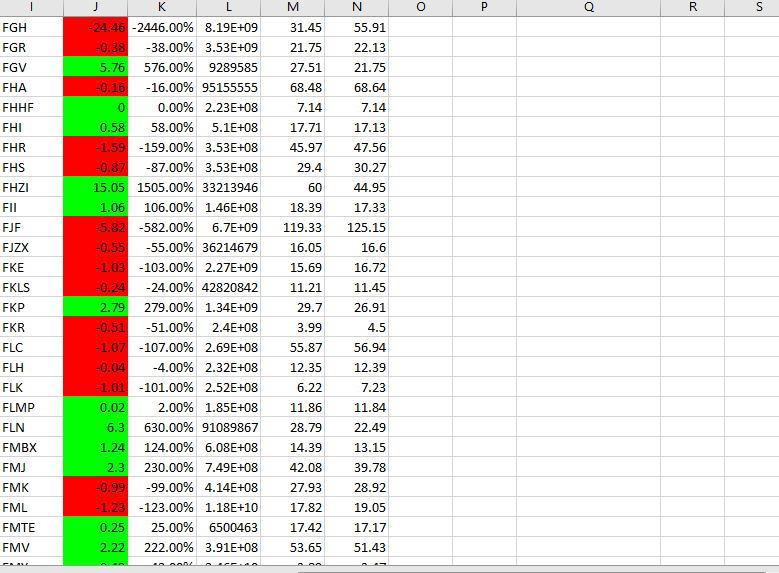 I J K L M N O P Q R S
FGH -24.46 -2446.00% 8.19E+09 31.45 55.91
FGR -0.38 -38.00% 3.53E+09 21.75 22.13
FGV 5.76 576.00% 9289585 27.51 21.75
FHA -0.16 -16.00% 95155555 68.48 68.64
FHHF 0 0.00% 2.23E+08 7.14 7.14
FHI 0.58 58.00% 5.1E+08 17.71 17.13
FHR -1.59 -159.00% 3.53E+08 45.97 47.56
FHS -0.87 -87.00% 3.53E+08 29.4 30.27
FHZI 15.05 1505.00% 33213946 60 44.95
FII 1.06 106.00% 1.46E+08 18.39 17.33
FJF -5.82 -582.00% 6.7E+09 119.33 125.15
FJZX -0.55 -55.00% 36214679 16.05 16.6
FKE -1.03 -103.00% 2.27E+09 15.69 16.72
FKLS -0.24 -24.00% 42820842 11.21 11.45
FKP 2.79 279.00% 1.34E+09 29.7 26.91
FKR -0.51 -51.00% 2.4E+08 3.99 4.5
FLC -1.07 -107.00% 2.69E+08 55.87 56.94
FLH -0.04 -4.00% 2.32E+08 12.35 12.39
FLK -1.01 -101.00% 2.52E+08 6.22 7.23
FLMP 0.02 2.00% 1.85E+08 11.86 11.84
FLN 6.3 630.00% 91089867 28.79 22.49
FMBX 1.24 124.00% 6.08E+08 14.39 13.15
FMJ 2.3 230.00% 7.49E+08 42.08 39.78
FMK -0.99 -99.00% 4.14E+08 27.93 28.92
FML -1.23 -123.00% 1.18E+10 17.82 19.05
FMTE 0.25 25.00% 6500463 17.42 17.17
FMV 2.22 222.00% 3.91E+08 53.65 51.43